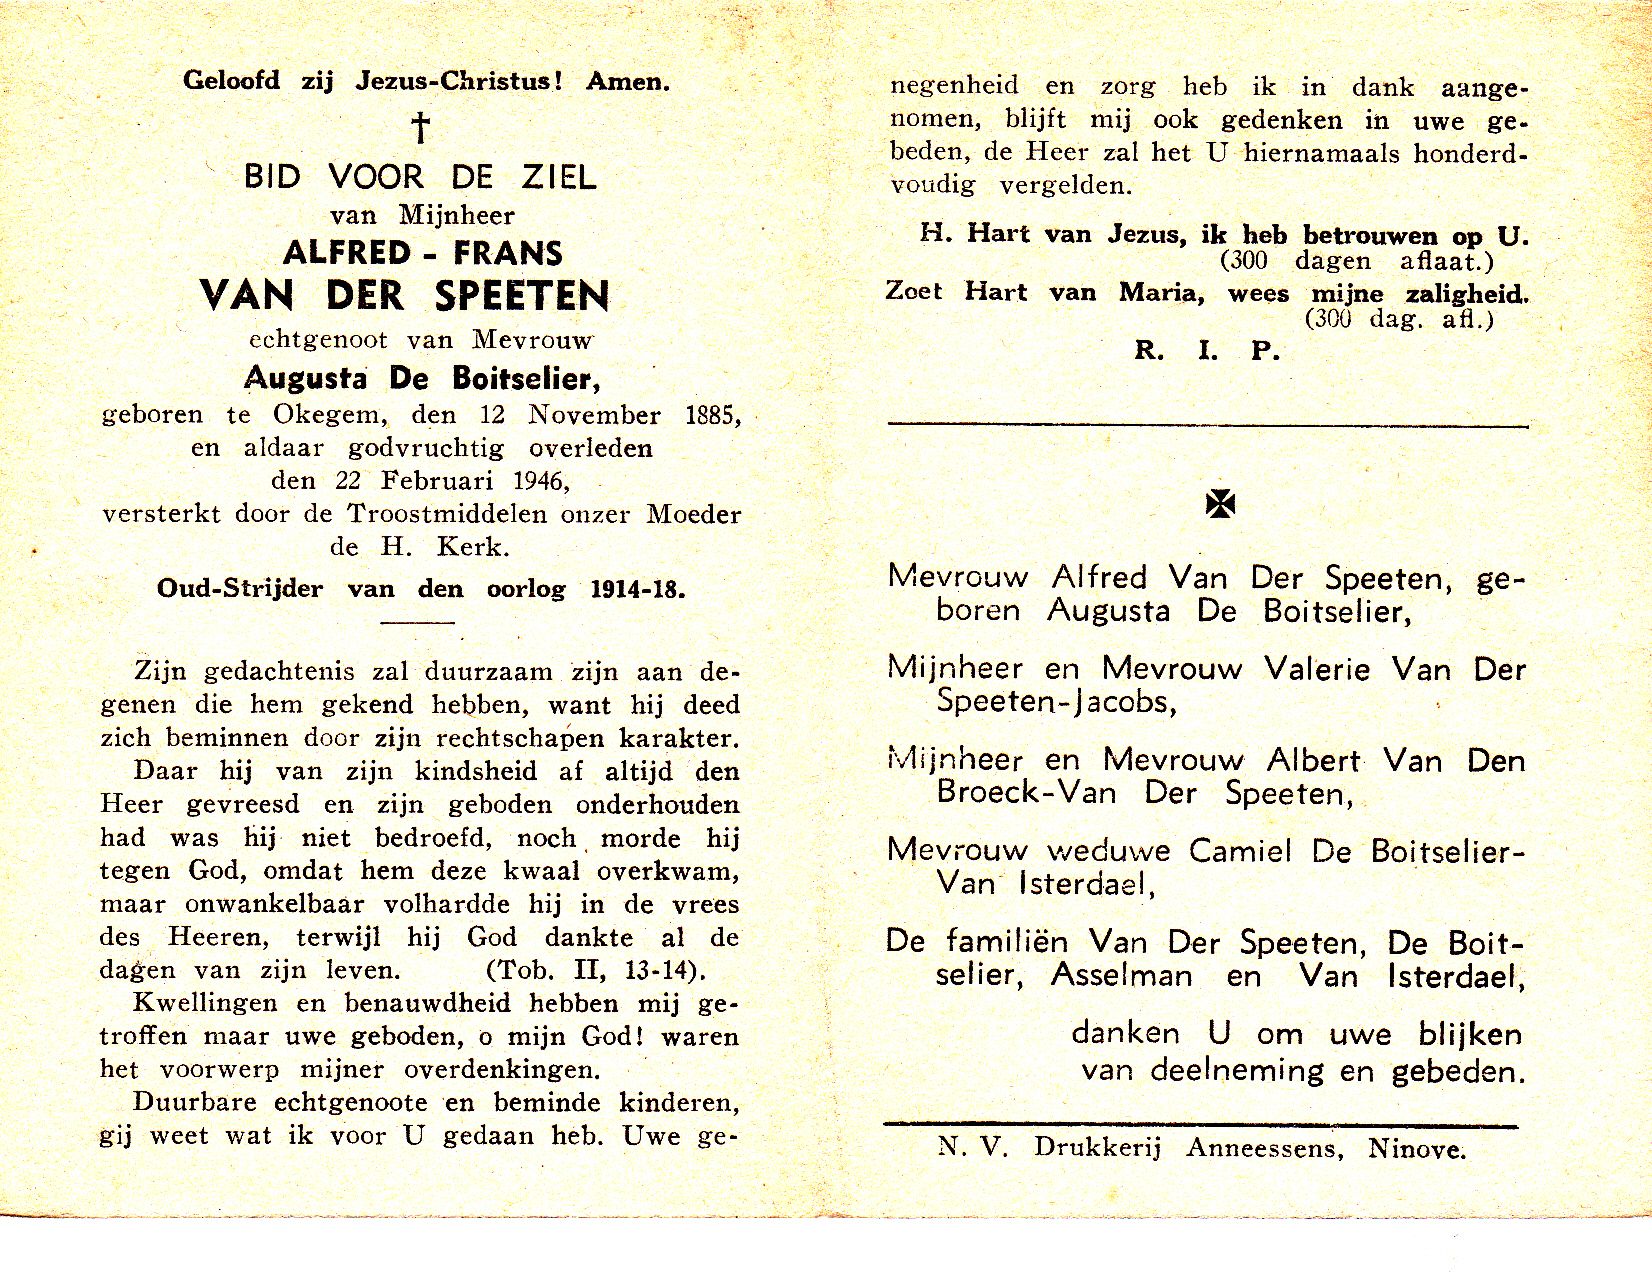 Geloofd zij Jezus-Christus! Amen.
†
BID VOOR DE ZIEL
van Mijnheer
ALFRED - FRANS
VAN DER SPEETEN
echtgenoot van Mevrouw
Augusta De Boitselier,
geboren te Okegem, den 12 November 1885,
en aldaar godvruchtig overleden
den 22 Februari 1946,
versterkt door de Troostmiddelen onzer Moeder
de H. Kerk.
Oud-Strijder van den oorlog 1914-18.
Zijn gedachtenis zal duurzaam zijn aan de-
genen die hem gekend hebben, want hij deed
zich beminnen door zijn rechtschapen karakter.
Daar hij van zijn kindsheid af altijd den
Heer gevreesd en zijn geboden onderhouden
had was hij niet bedroefd, noch morde hij
tegen God, omdat hem deze kwaal overkwam,
maar onwankelbaar volhardde hij in de vrees
des Heeren, terwijl hij God dankte al de
dagen van zijn leven. (Tob. II, 13-14).
Kwellingen en benauwdheid hebben mij ge-
troffen maar uwe geboden, o mijn God! waren
het voorwerp mijner overdenkingen.
Duurbare echtgenoote en beminde kinderen,
gij weet wat ik voor U gedaan heb. Uwe ge-
negenheid en zorg heb ik in dank aange-
nomen, blijft mij ook gedenken in uwe ge-
beden, de Heer zal het U hiernamaals honderd-
voudig vergelden.
H. Hart van Jezus, ik heb betrouwen op U.
(300 dagen aflaat.)
Zoet Hart van Maria, wees mijne zaligheid.
(300 dag. afl.)
R. I. P.
✠
Mevrouw Alfred Van Der Speeten, ge-
boren Augusta De Boitselier,
Mijnheer en Mevrouw Valerie Van Der
Speeten-Jacobs,
Mijnheer en Mevrouw Albert Van Den
Broeck-Van Der Speeten,
Mevrouw weduwe Camiel De Boitselier-
Van Isterdael,
De familiën Van Der Speeten, De Boit-
selier, Asselman en Van Isterdael,
danken U om uwe blijken
van deelneming en gebeden.
N. V. Drukkerij Anneessens, Ninove.